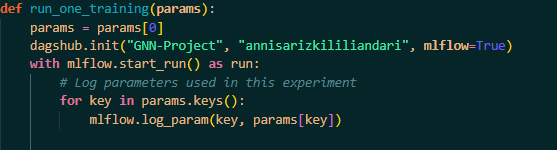 def run_one_training(params):
    params = params[0]
    dagshub.init("GNN-Project", "annisarizkililiandari", mlflow=True)
    with mlflow.start_run() as run:
        # Log parameters used in this experiment
        for key in params.keys():
            mlflow.log_param(key, params[key])